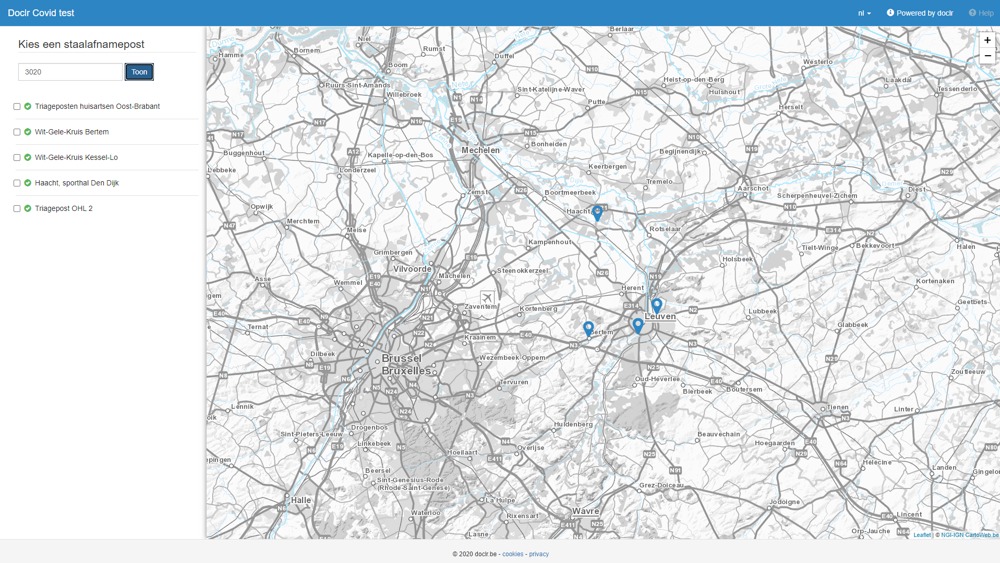 Doclr Covid test
nl
Powered by doclr
Help
Kies een staalafnamepost
3020
Toon
Triageposten huisartsen Oost-Brabant
Wit-Gele-Kruis Bertem
Wit-Gele-Kruis Kessel-Lo
Haacht, sporthal Den Dijk
Triagepost OHL 2
+
−
Durme
Hamme
Niel
Bornem
Rumst
Boom
Nete
Duffel
Berlaar
N10
Westerlo
Heist-op-den-Berg
Hulshout
Grote Nete
Laakdal
Tessenderlo
Puurs-Sint-Amands
Willebroek
Nete
N1
N14
Sint-Katelijne-Waver
Putte
N15
Herselt
N17
N16
E19
N17
41
Zenne
Dijle
N15
Bonheiden
N10
Begijnendijk
N19
Buggenhout
A12
Kapelle-op-den-Bos
Mechelen
Keerbergen
Lebbeke
Londerzeel
Dijle
Tremelo
N29
Demer
Diest
Aarschot
Zemst
N26
Boortmeerbeek
Scherpenheuvel-Zichem
Opwijk
Haacht
21
N10
Merchtem
N47
Meise
Rotselaar
E314
N2
Zenne
Kampenhout
Tielt-Winge
Bekkevoort
Halen
Grimbergen
E19
Holsbeek
Vilvoorde
Machelen
Steenokkerzeel
N26
N19
Asse
Wemmel
E19
E40
N1
Herent
Kortenaken
igem
Zaventem
Kortenberg
E314
Geetbets
E40
N9
E40
N21
Leuven
N2
Lubbeek
e
Ternat
N22
Bertem
Glabbeek
Kraainem
E40
N2
N3
N3
Dilbeek
Brussel
Bruxelles
Wezembeek-Oppem
N29
N8
E19
N25
N8
N6
Zoutleeuw
Tervuren
Oud-Heverlee
E40
N5
N4
N24
Bierbeek
Boutersem
N3
Lennik
N24
Tienen
Linter
oik
N3
Drogenbos
Huldenberg
Sint-Pieters-Leeuw
Beauvechain
Linkebeek
N4
Hoegaarden
E40
N6
E19
N5
Hoeilaart
Overijse
N80
epingen
E411
N25
N29
N64
Hélécine
Beersel
N91
Landen
Gingelon
Sint-Genesius-Rode
(Rhode-Saint-Genèse)
Grez-Doiceau
Halle
La Hulpe
Jodoigne
N6
Waterloo
Rixensart
Wavre
E40
Lincent
E411
N25
Lasne
N4
Orp-Jauche
N64
E19
Leaflet | © NGI-IGN CartoWeb.be
© 2020 doclr.be - cookies - privacy